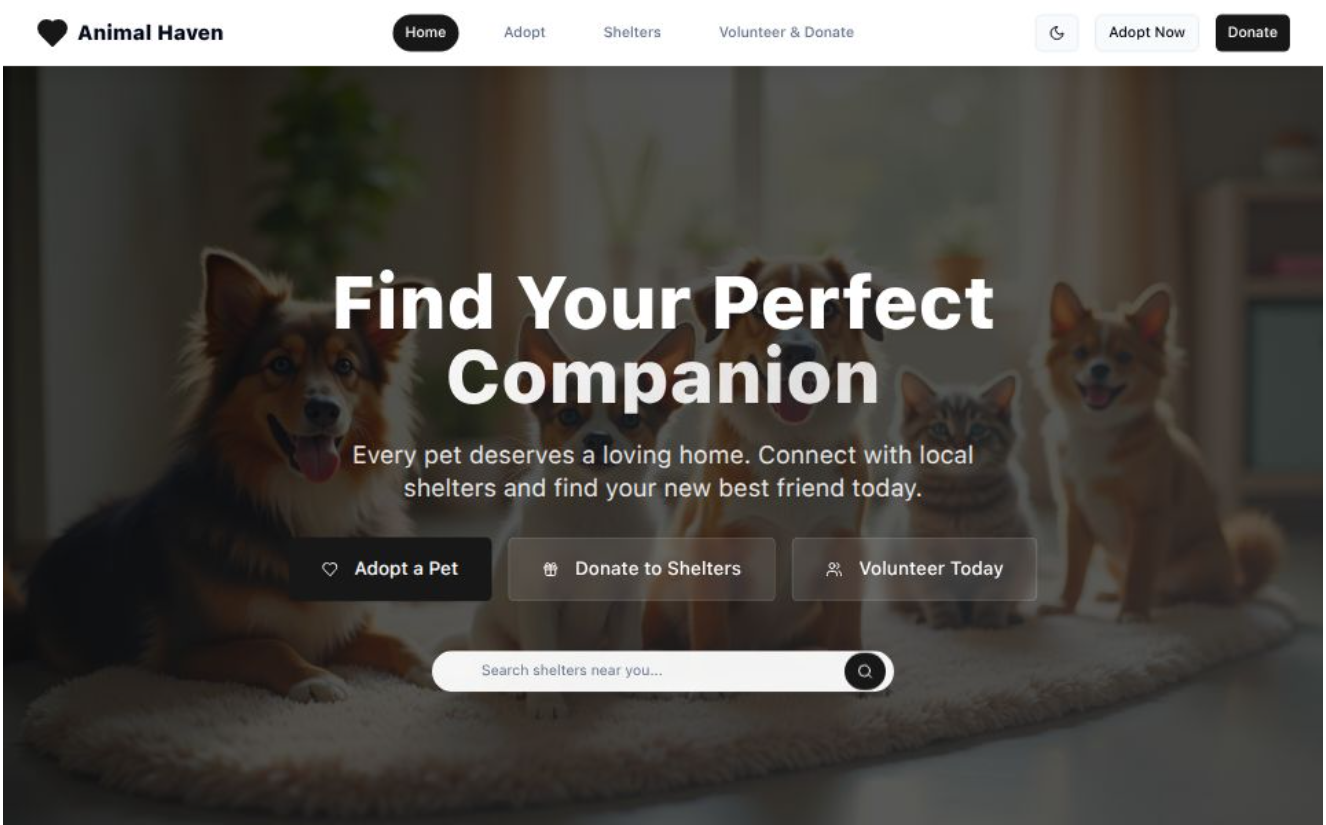 Animal Haven
Home
Adopt
Shelters
Volunteer & Donate
Adopt Now
Donate
Find Your Perfect
Companion
Every pet deserves a loving home. Connect with local
shelters and find your new best friend today.
Adopt a Pet
Donate to Shelters
Volunteer Today
Search shelters near you...